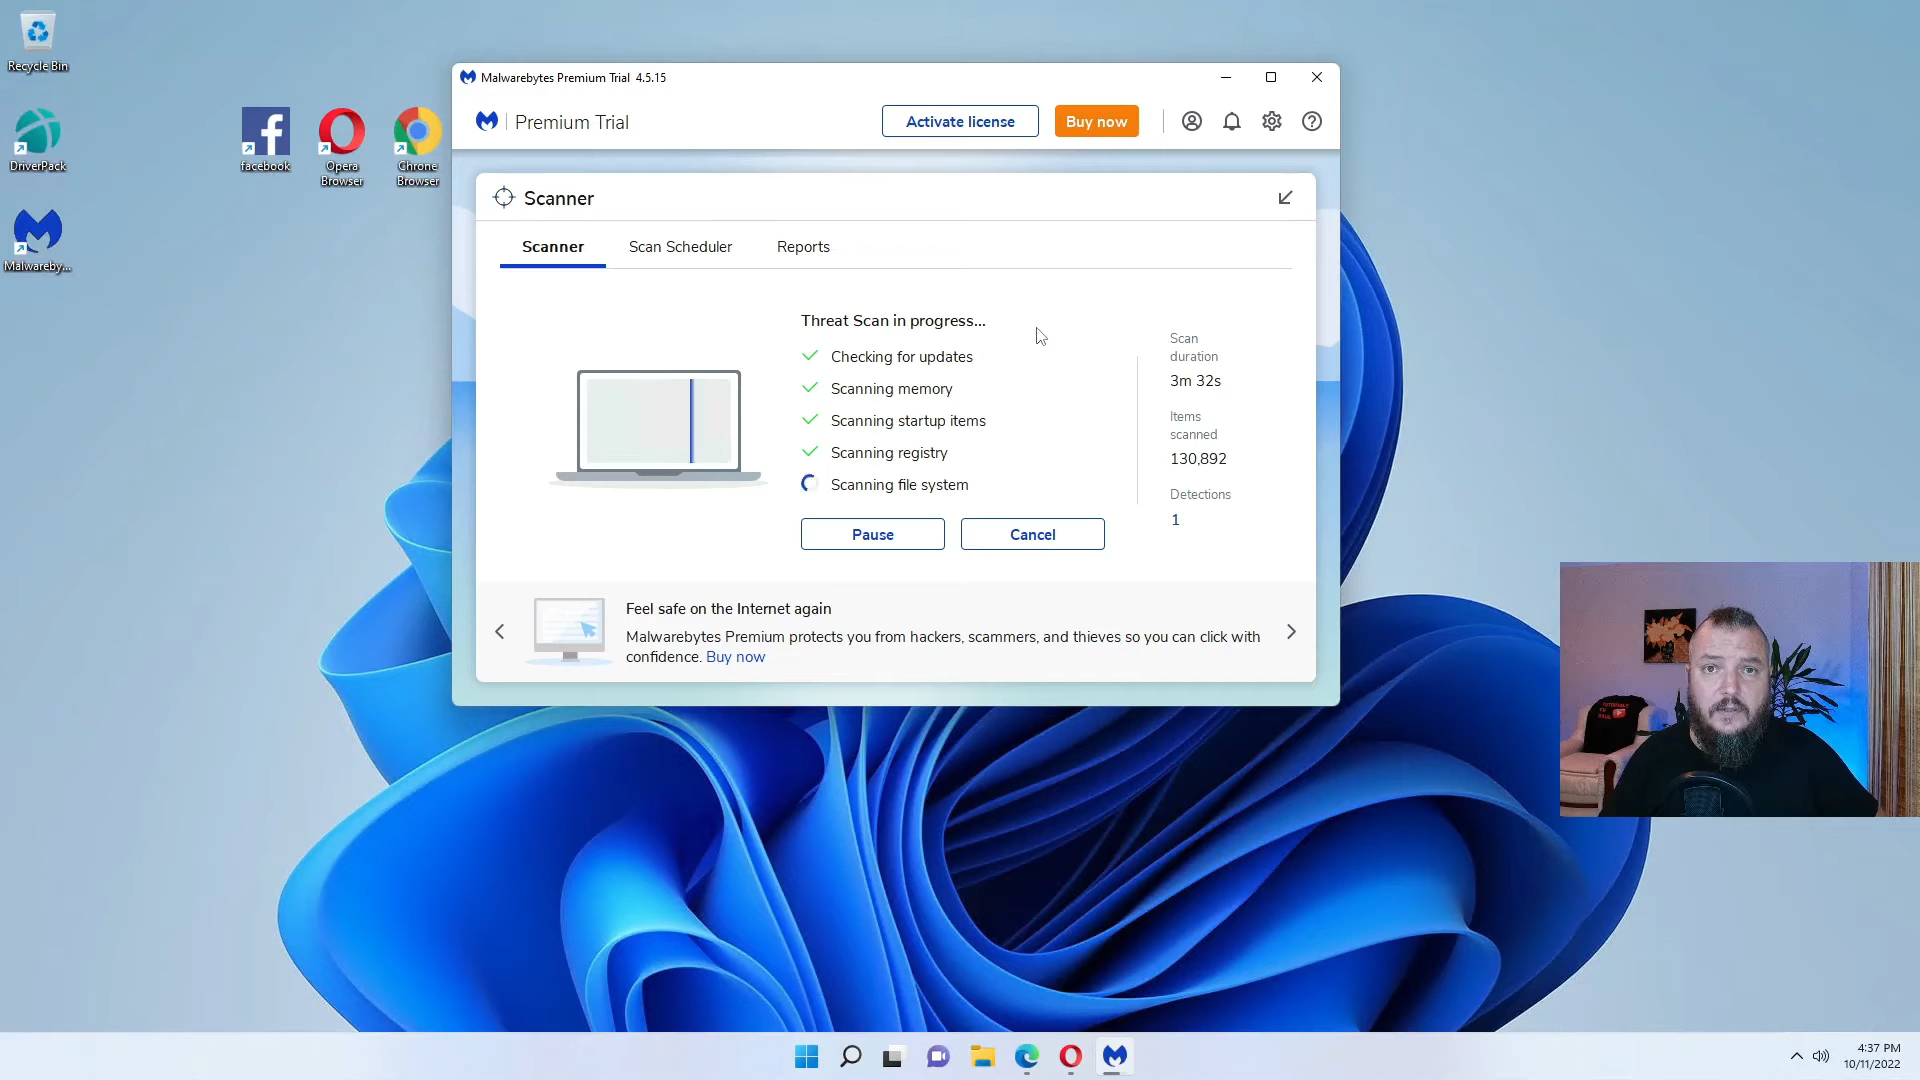 Recycle Bin
DriverPack
Malwareby...
facebook
Opera
Browser
Chrone
Browser
Malwarebytes Premium Trial 4.5.15
Premium Trial
Activate license
Buy now
Scanner
Scanner
Scan Scheduler
Reports
Threat Scan in progress...
Checking for updates
Scanning memory
Scanning startup items
Scanning registry
Scanning file system
Pause
Cancel
Scan
duration
3m 32s
Items
scanned
130,892
Detections
1
Feel safe on the Internet again
Malwarebytes Premium protects you from hackers, scammers, and thieves so you can click with
confidence. Buy now
TUTORIALE
CU
4:37 PM
10/11/2022